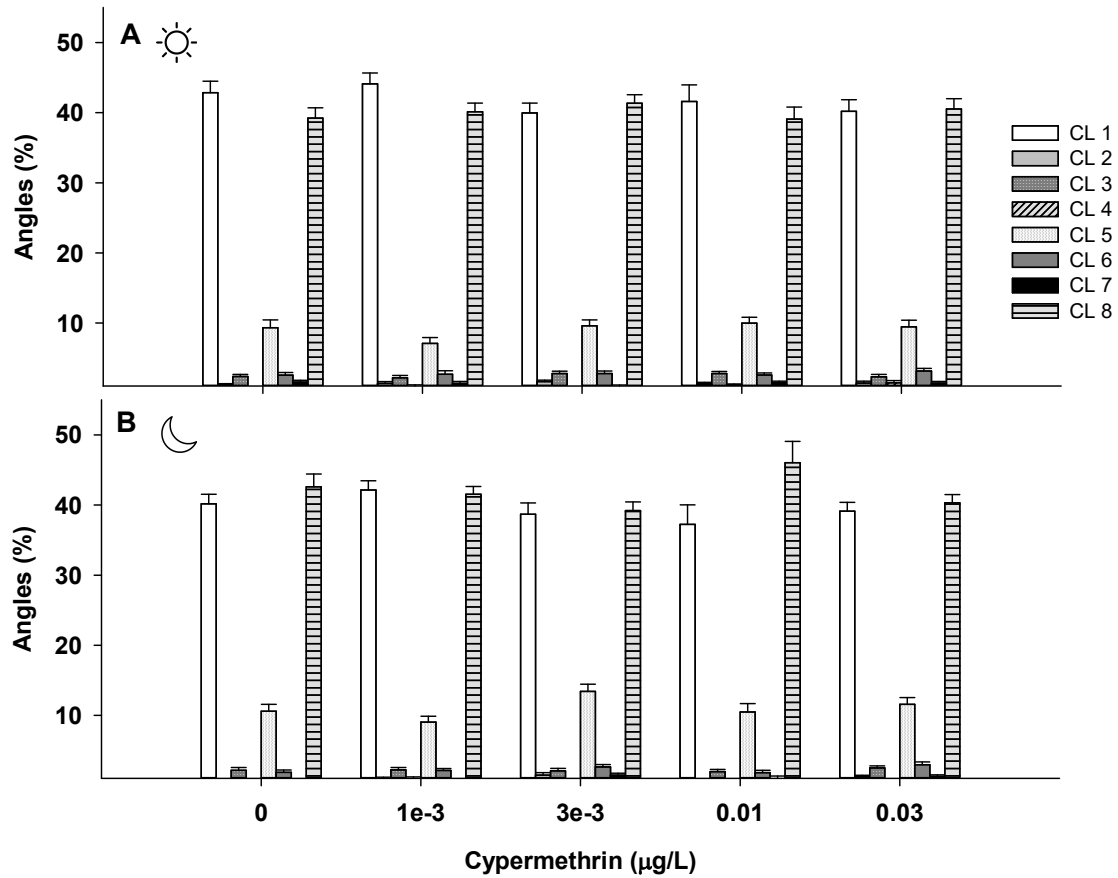 A
50
40
30
20
10
Angles (%)
CL 1
CL 2
CL 3
CL 4
CL 5
CL 6
CL 7
CL 8
B
50
40
30
20
10
Angles (%)
0 1e-3 3e-3 0.01 0.03
Cypermethrin (μg/L)